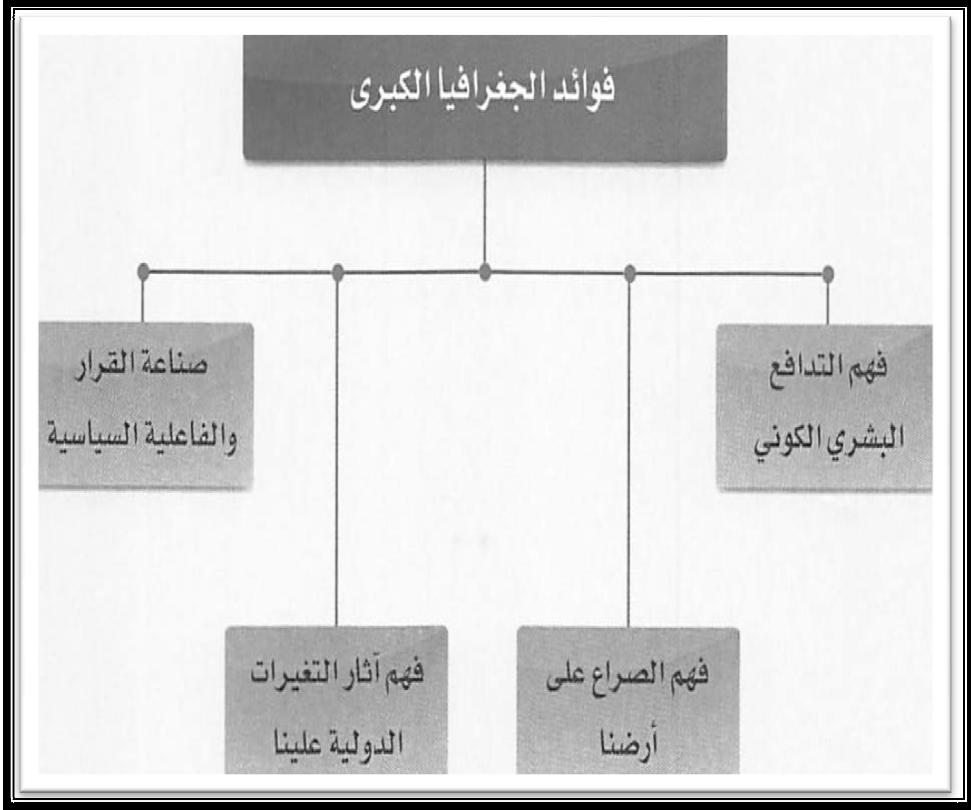 فوائد الجغرافيا الكبرى
فهم التدافع
البشري الكوني
فهم الصراع على
أرضنا
فهم آثار التغيرات
الدولية علينا
صناعة القرار
والفاعلية السياسية